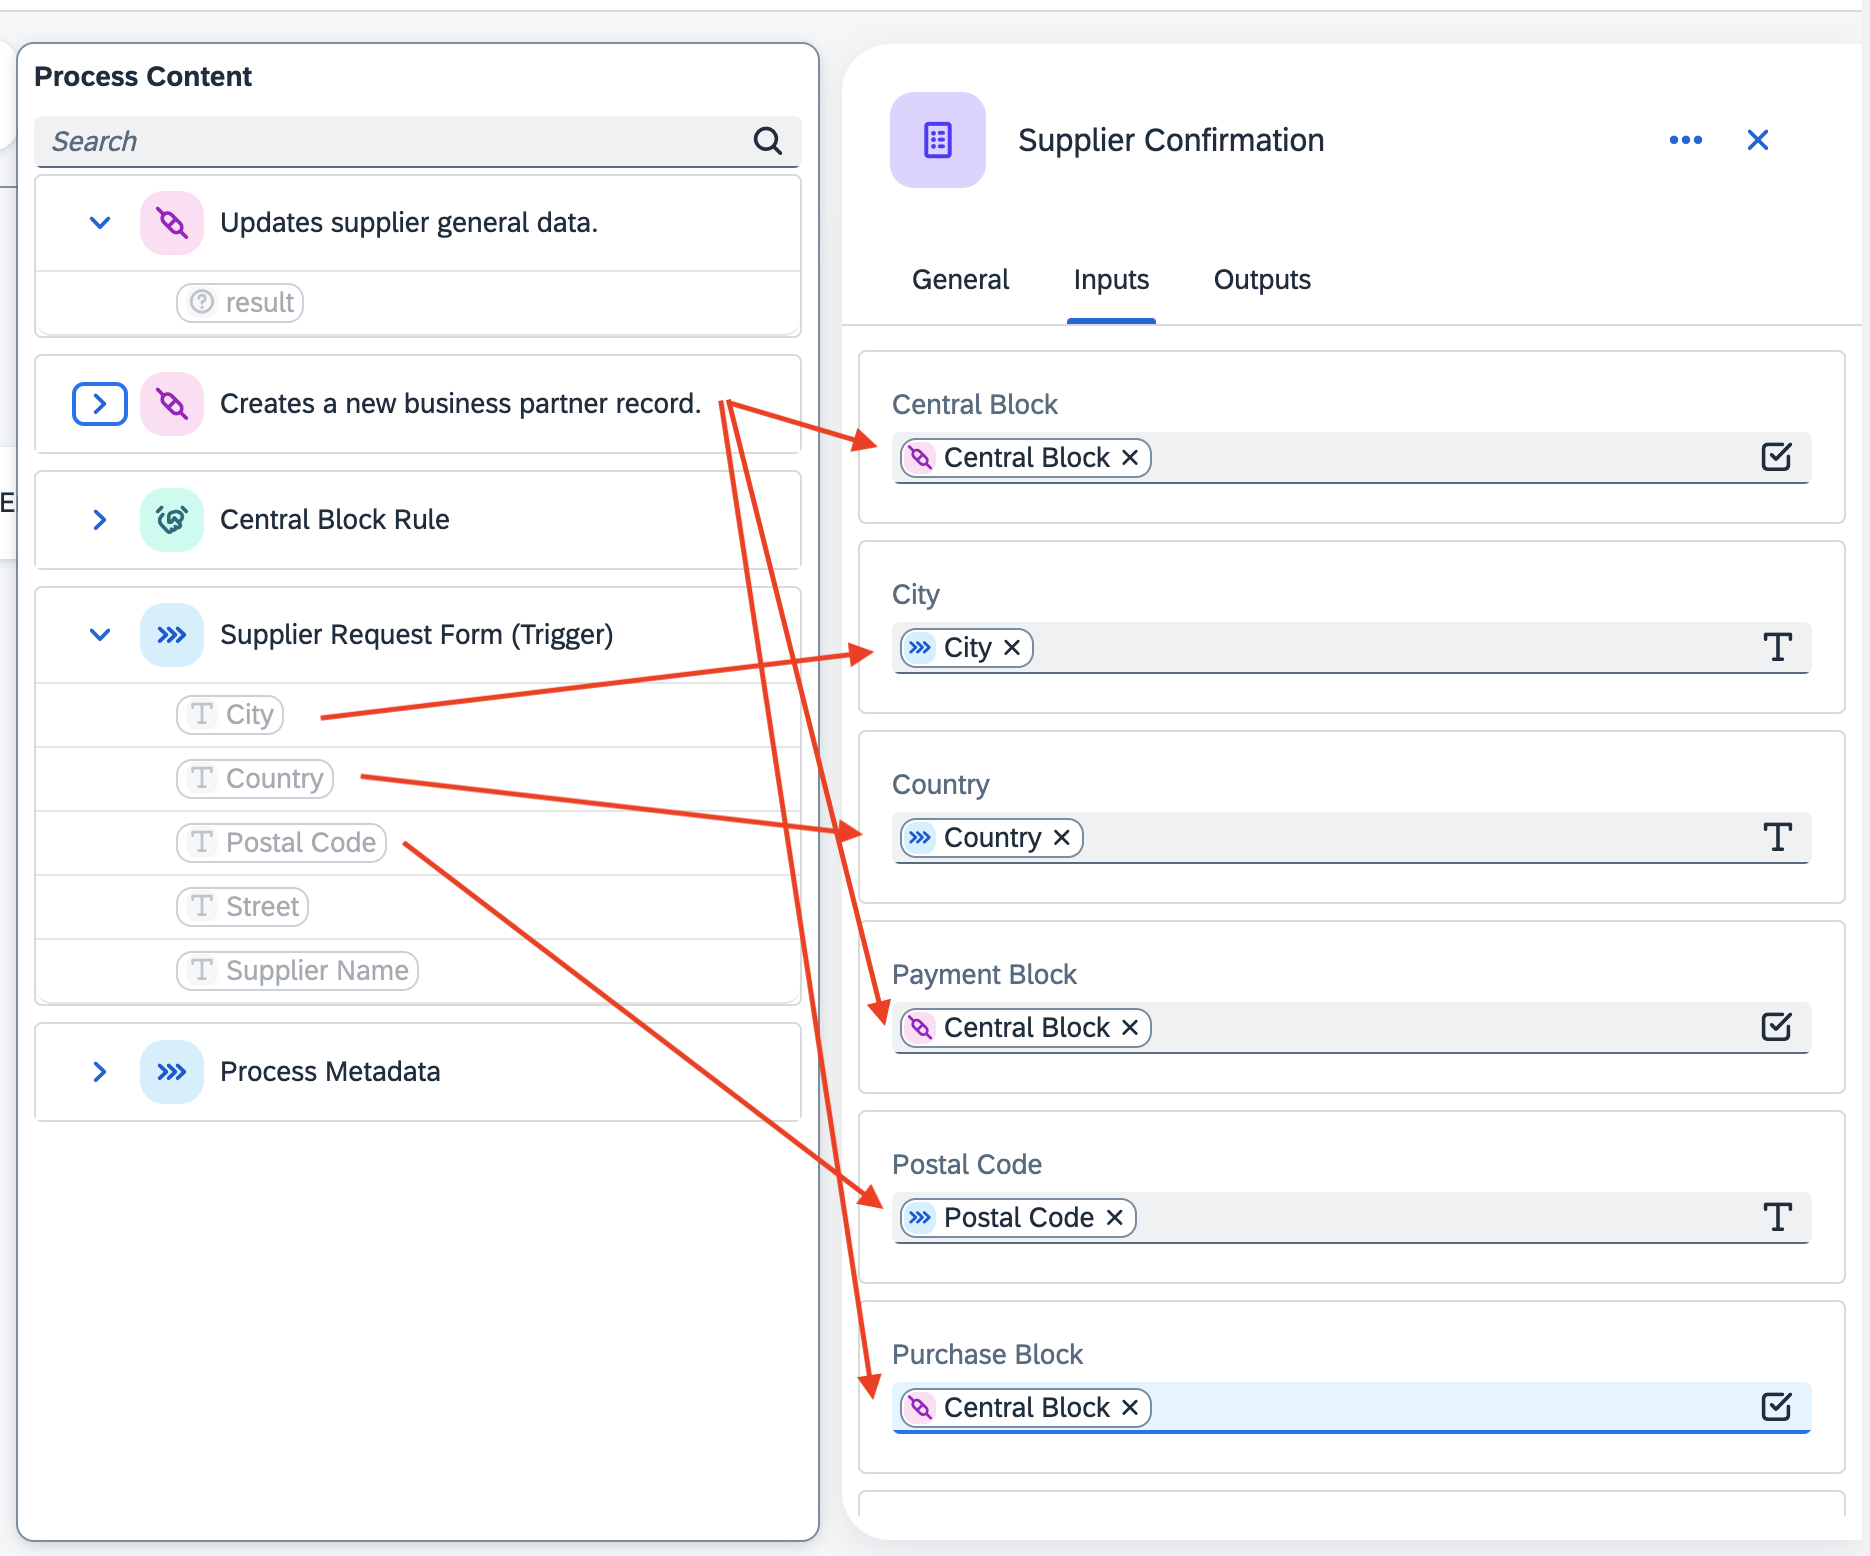 Process Content
Search
Updates supplier general data.
result
Creates a new business partner record.
Central Block Rule
Supplier Request Form (Trigger)
City
Country
Postal Code
Street
Supplier Name
Process Metadata
Supplier Confirmation
General Inputs Outputs
Central Block
Central Block
City
City
Country
Country
Payment Block
Central Block
Postal Code
Postal Code
Purchase Block
Central Block